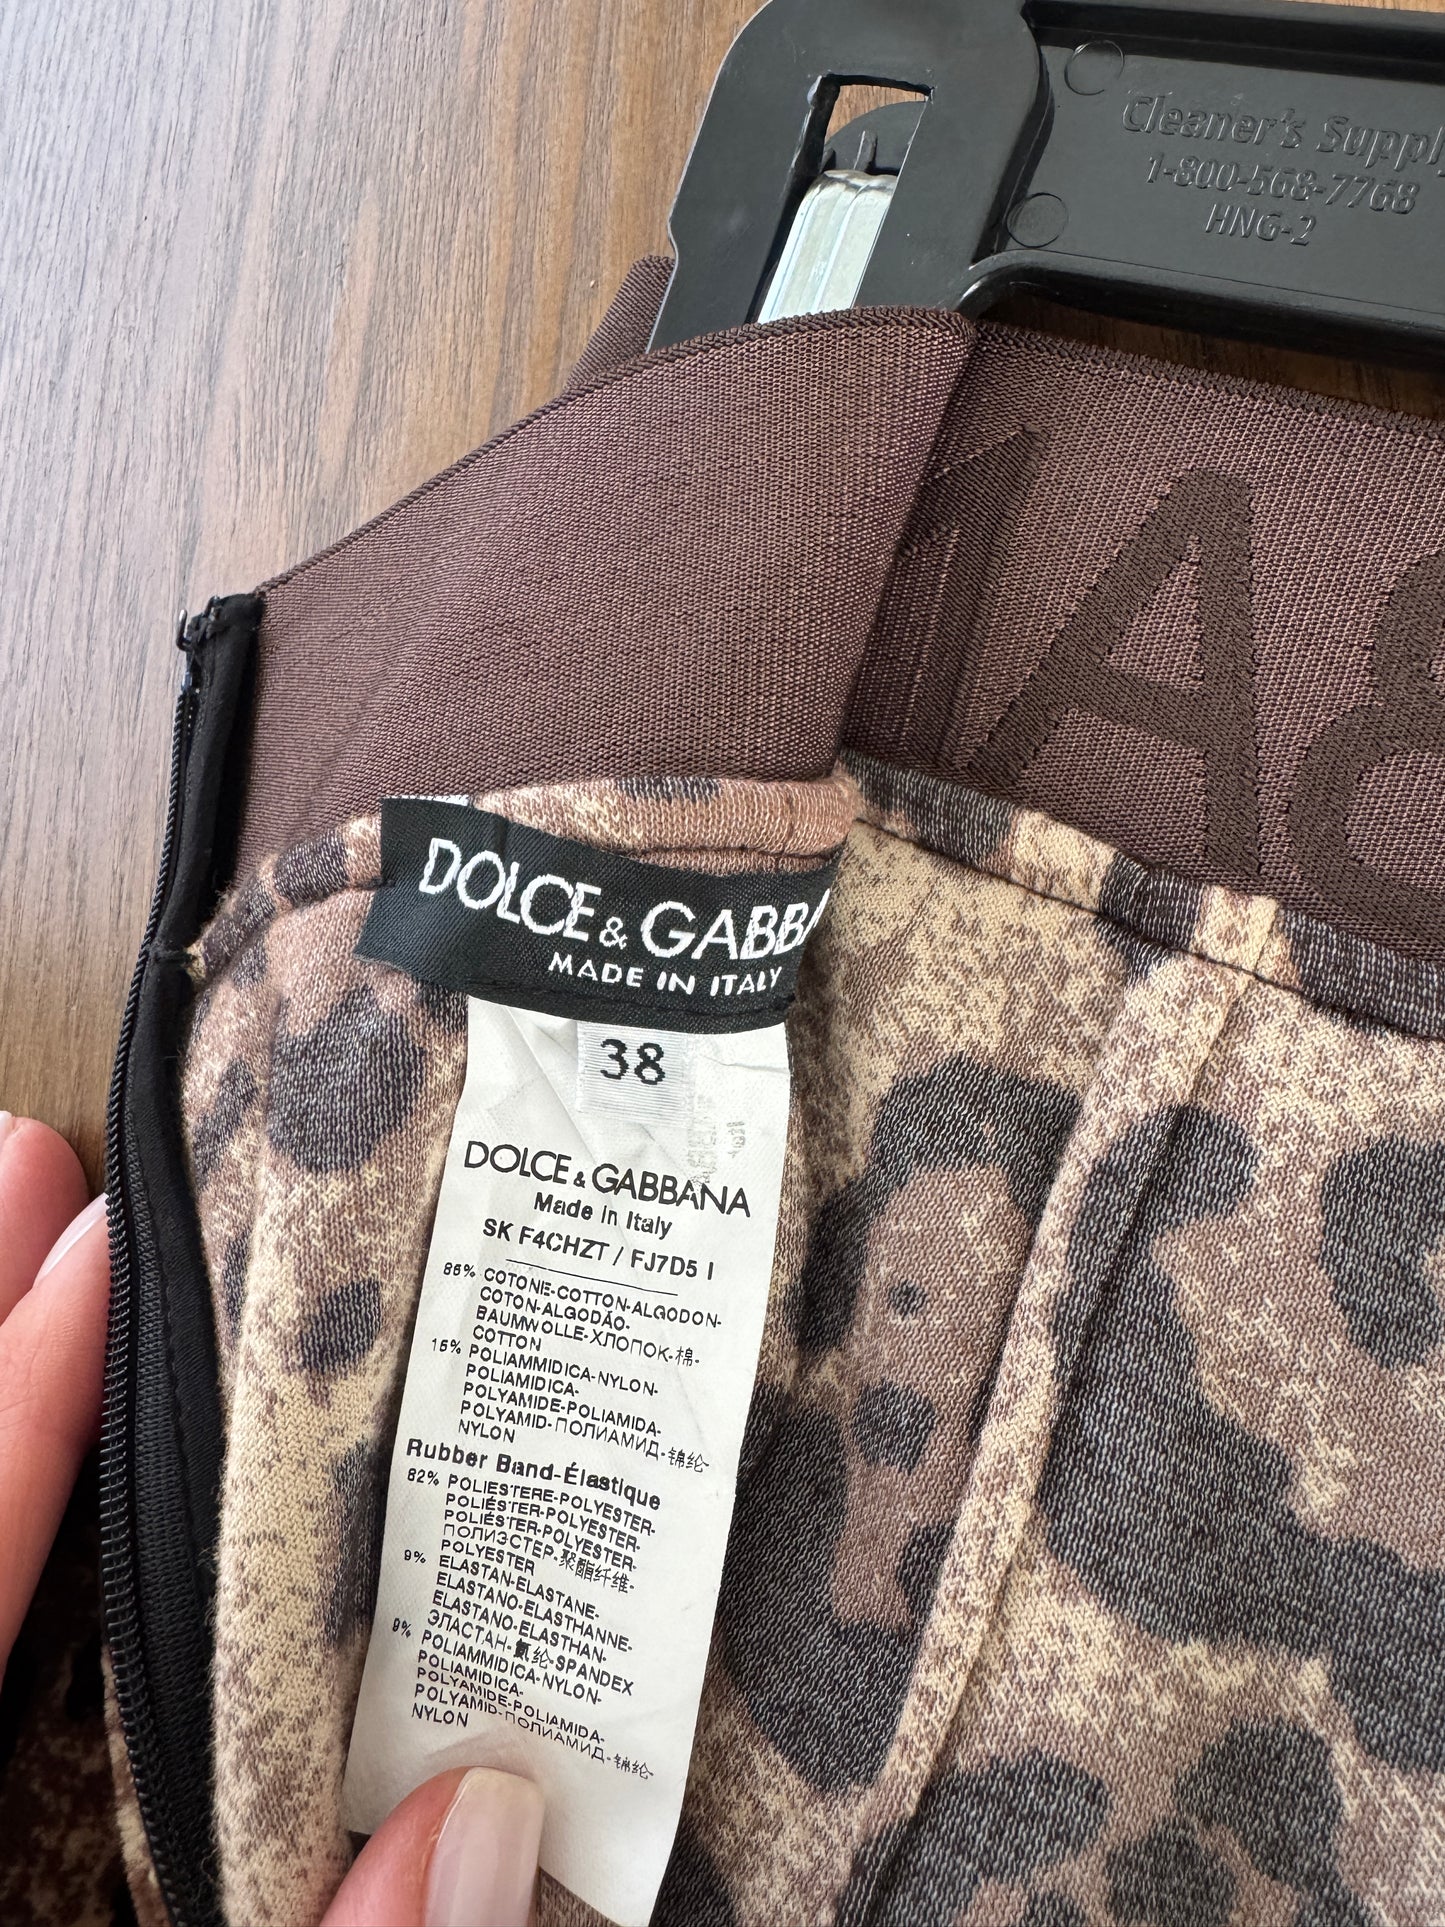 Cleaner's Supply
1-800-568-7768
HNG-2
A&
DOLCE & GABBA
MADE IN ITALY
38
DOLCE & GABBANA
Made in Italy
SK F4CHZT / FJ7D5 I
85% COTONE-COTTON-ALGODON-
COTON-ALGODÃO-
BAUMWOLLE-ХЛОПОК-棉-
COTTON
15% POLIAMMIDICA-NYLON-
POLIAMIDICA-
POLYAMIDE-POLIAMIDA-
POLYAMID-ПОЛИАМИД-锦纶-
NYLON
Rubber Band-Élastique
82% POLIESTERE-POLYESTER-
POLIÉSTER-POLYESTER-
POLIÉSTER-POLYESTER-
ПОЛИЭСТЕР-聚酯纤维-
POLYESTER
9% ELASTAN-ELASTANE-
ELASTANO-ELASTHANNE-
ELASTANO-ELASTHAN-
ЭЛАСТАН-氨纶-SPANDEX
9% POLIAMMIDICA-NYLON-
POLIAMIDICA-
POLYAMIDE-POLIAMIDA-
POLYAMID-ПОЛИАМИД-锦纶-
NYLON